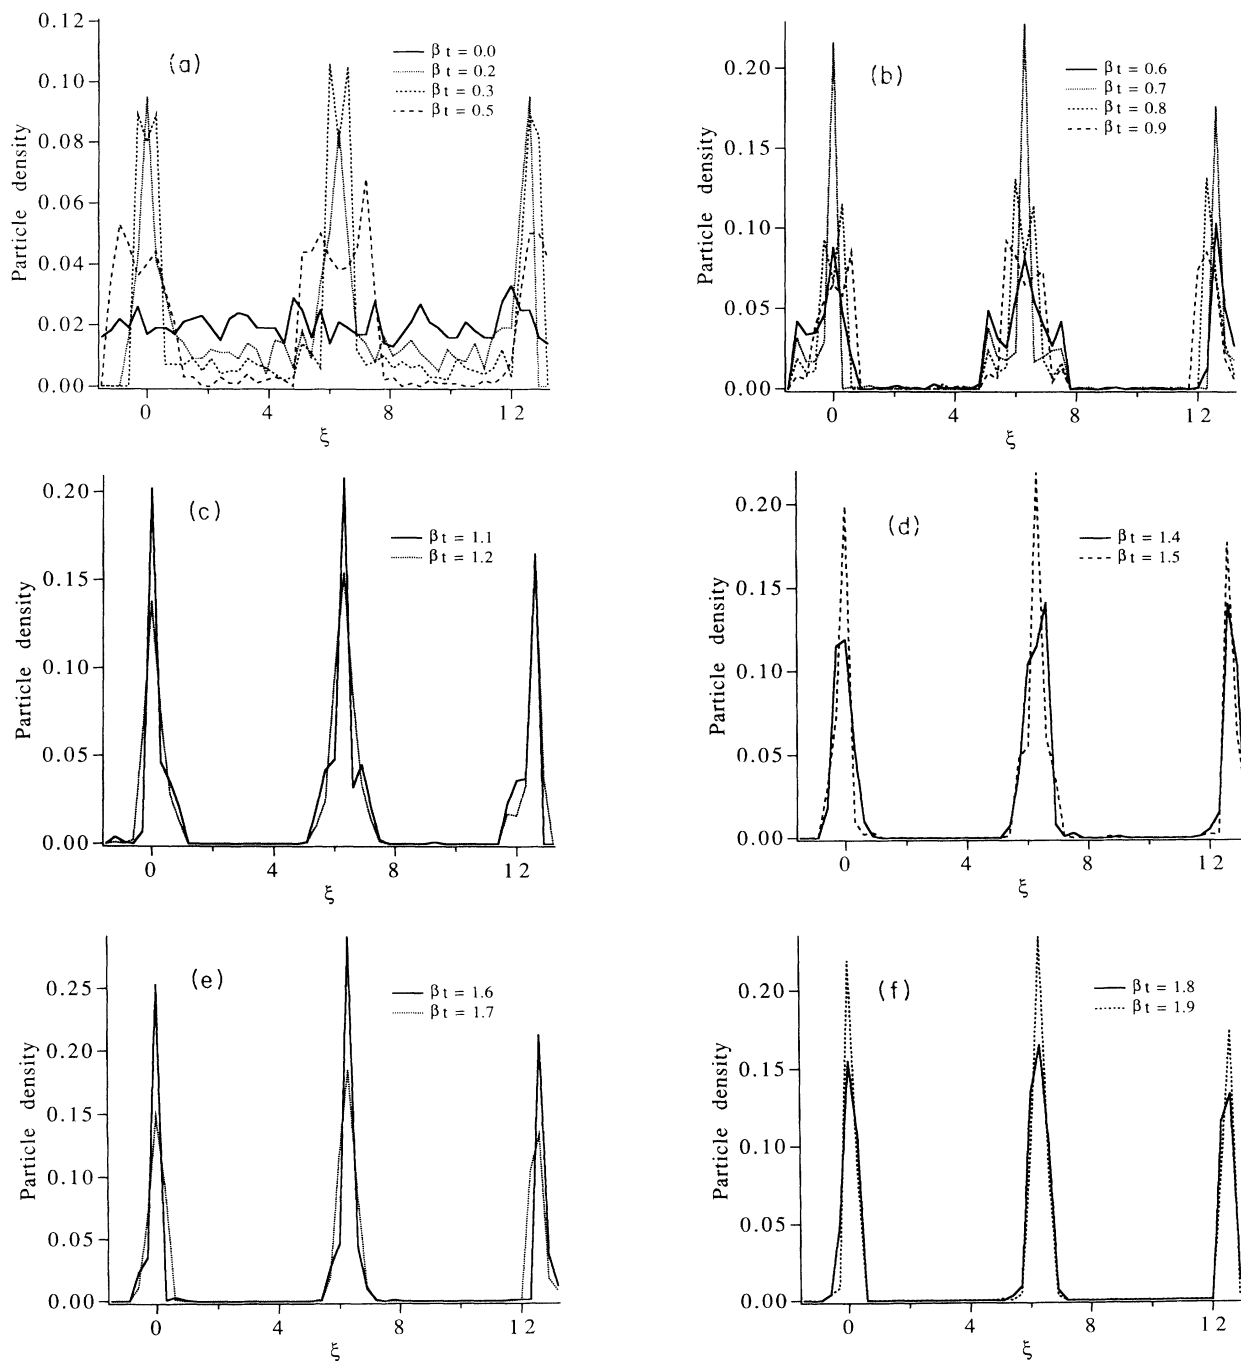 0.12
0.10
0.08
0.06
0.04
0.02
0.00
Particle density
(a)
β t = 0.0
β t = 0.2
β t = 0.3
β t = 0.5
0 4 8 12
ξ
0.20
0.15
0.10
0.05
0.00
Particle density
(b)
β t = 0.6
β t = 0.7
β t = 0.8
β t = 0.9
0 4 8 12
ξ
0.20
0.15
0.10
0.05
0.00
Particle density
(c)
β t = 1.1
β t = 1.2
0 4 8 12
ξ
0.20
0.15
0.10
0.05
0.00
Particle density
(d)
β t = 1.4
β t = 1.5
0 4 8 12
ξ
0.25
0.20
0.15
0.10
0.05
0.00
Particle density
(e)
β t = 1.6
β t = 1.7
0 4 8 12
ξ
0.20
0.15
0.10
0.05
0.00
Particle density
(f)
β t = 1.8
β t = 1.9
0 4 8 12
ξ